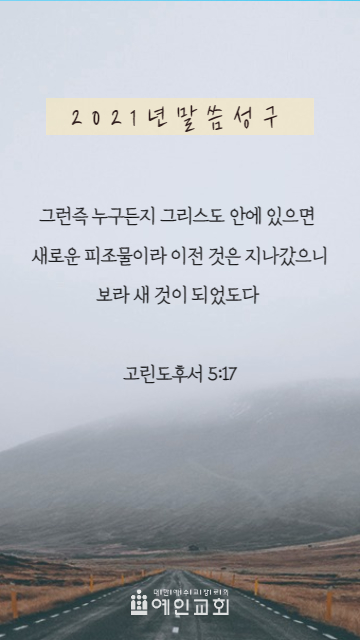 2021년말씀성구
그런즉 누구든지 그리스도 안에 있으면
새로운 피조물이라 이전 것은 지나갔으니
보라 새 것이 되었도다
고린도후서 5:17
예인교회